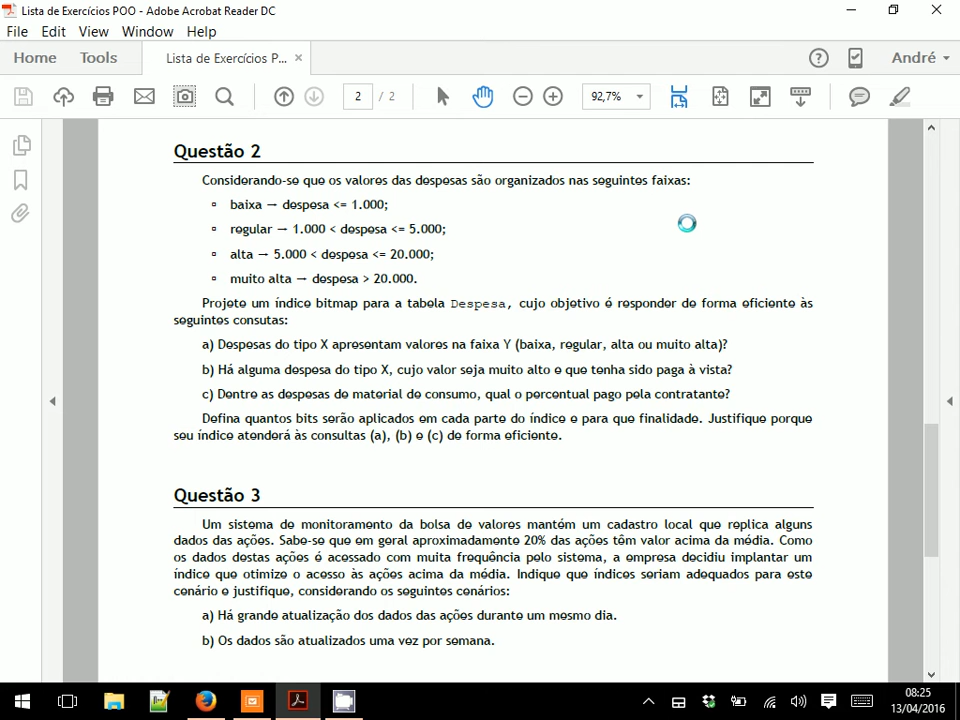 Lista de Exercícios POO - Adobe Acrobat Reader DC
File Edit View Window Help
Home Tools Lista de Exercícios P... × André
2 / 2 92,7%
Questão 2
Considerando-se que os valores das despesas são organizados nas seguintes faixas:
▫ baixa → despesa <= 1.000;
▫ regular → 1.000 < despesa <= 5.000;
▫ alta → 5.000 < despesa <= 20.000;
▫ muito alta → despesa > 20.000.
Projete um índice bitmap para a tabela Despesa, cujo objetivo é responder de forma eficiente às
seguintes consutas:
a) Despesas do tipo X apresentam valores na faixa Y (baixa, regular, alta ou muito alta)?
b) Há alguma despesa do tipo X, cujo valor seja muito alto e que tenha sido paga à vista?
c) Dentre as despesas de material de consumo, qual o percentual pago pela contratante?
Defina quantos bits serão aplicados em cada parte do índice e para que finalidade. Justifique porque
seu índice atenderá às consultas (a), (b) e (c) de forma eficiente.
Questão 3
Um sistema de monitoramento da bolsa de valores mantém um cadastro local que replica alguns
dados das ações. Sabe-se que em geral aproximadamente 20% das ações têm valor acima da média. Como
os dados destas ações é acessado com muita frequência pelo sistema, a empresa decidiu implantar um
índice que otimize o acesso às ações acima da média. Indique que índices seriam adequados para este
cenário e justifique, considerando os seguintes cenários:
a) Há grande atualização dos dados das ações durante um mesmo dia.
b) Os dados são atualizados uma vez por semana.
08:25
13/04/2016